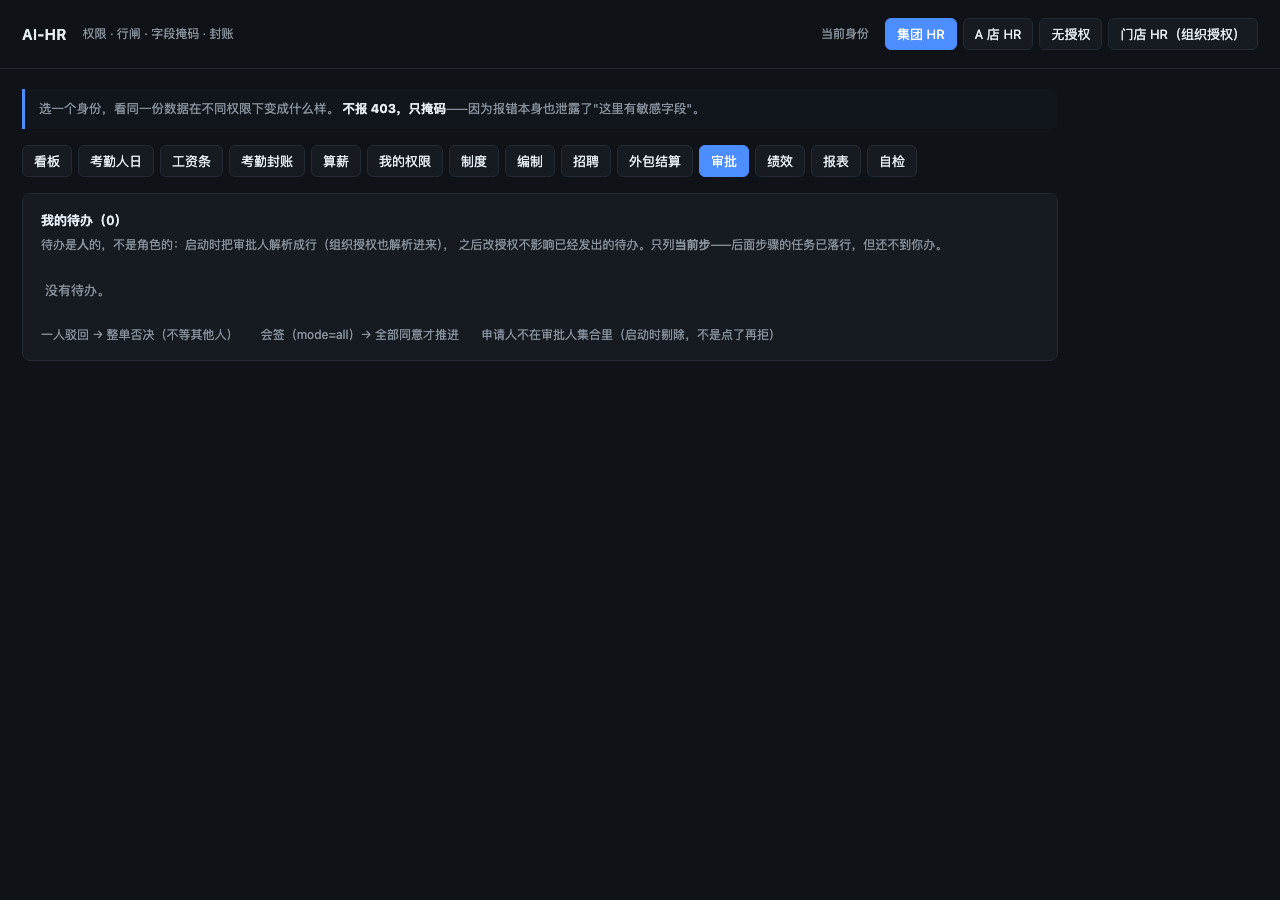 AI-HR 权限 · 行闸 · 字段掩码 · 封账 当前身份 集团 HR A 店 HR 无授权 门店 HR（组织授权）
选一个身份，看同一份数据在不同权限下变成什么样。 不报 403，只掩码——因为报错本身也泄露了"这里有敏感字段"。
看板 考勤人日 工资条 考勤封账 算薪 我的权限 制度 编制 招聘 外包结算 审批 绩效 报表 自检
我的待办（0）
待办是人的，不是角色的：启动时把审批人解析成行（组织授权也解析进来）， 之后改授权不影响已经发出的待办。只列当前步——后面步骤的任务已落行，但还不到你办。
没有待办。
一人驳回 → 整单否决（不等其他人） 会签（mode=all）→ 全部同意才推进 申请人不在审批人集合里（启动时剔除，不是点了再拒）